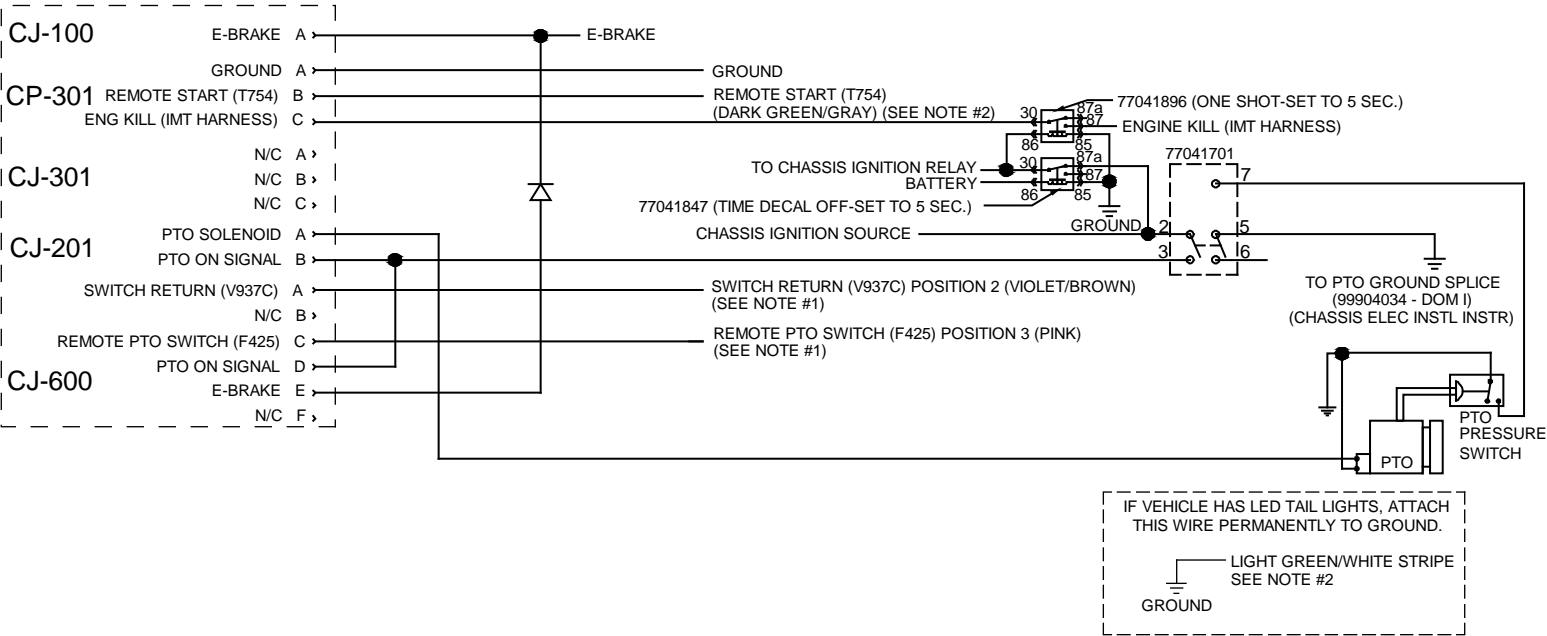 CJ-100
E-BRAKE A
E-BRAKE
GROUND A
GROUND
CP-301
REMOTE START (T754) B
REMOTE START (T754)
(DARK GREEN/GRAY) (SEE NOTE #2)
ENG KILL (IMT HARNESS) C
30
87a
87
86
85
77041896 (ONE SHOT-SET TO 5 SEC.)
ENGINE KILL (IMT HARNESS)
CJ-301
N/C A
N/C B
N/C C
TO CHASSIS IGNITION RELAY
BATTERY
30
87a
87
86
85
77041847 (TIME DECAL OFF-SET TO 5 SEC.)
GROUND
77041701
7
2
5
3
6
CJ-201
PTO SOLENOID A
CHASSIS IGNITION SOURCE
PTO ON SIGNAL B
SWITCH RETURN (V937C) A
SWITCH RETURN (V937C) POSITION 2 (VIOLET/BROWN)
(SEE NOTE #1)
TO PTO GROUND SPLICE
(99904034 - DOM I)
(CHASSIS ELEC INSTL INSTR)
N/C B
REMOTE PTO SWITCH (F425) C
REMOTE PTO SWITCH (F425) POSITION 3 (PINK)
(SEE NOTE #1)
CJ-600
PTO ON SIGNAL D
E-BRAKE E
N/C F
PTO
PRESSURE
SWITCH
PTO
IF VEHICLE HAS LED TAIL LIGHTS, ATTACH
THIS WIRE PERMANENTLY TO GROUND.
LIGHT GREEN/WHITE STRIPE
SEE NOTE #2
GROUND